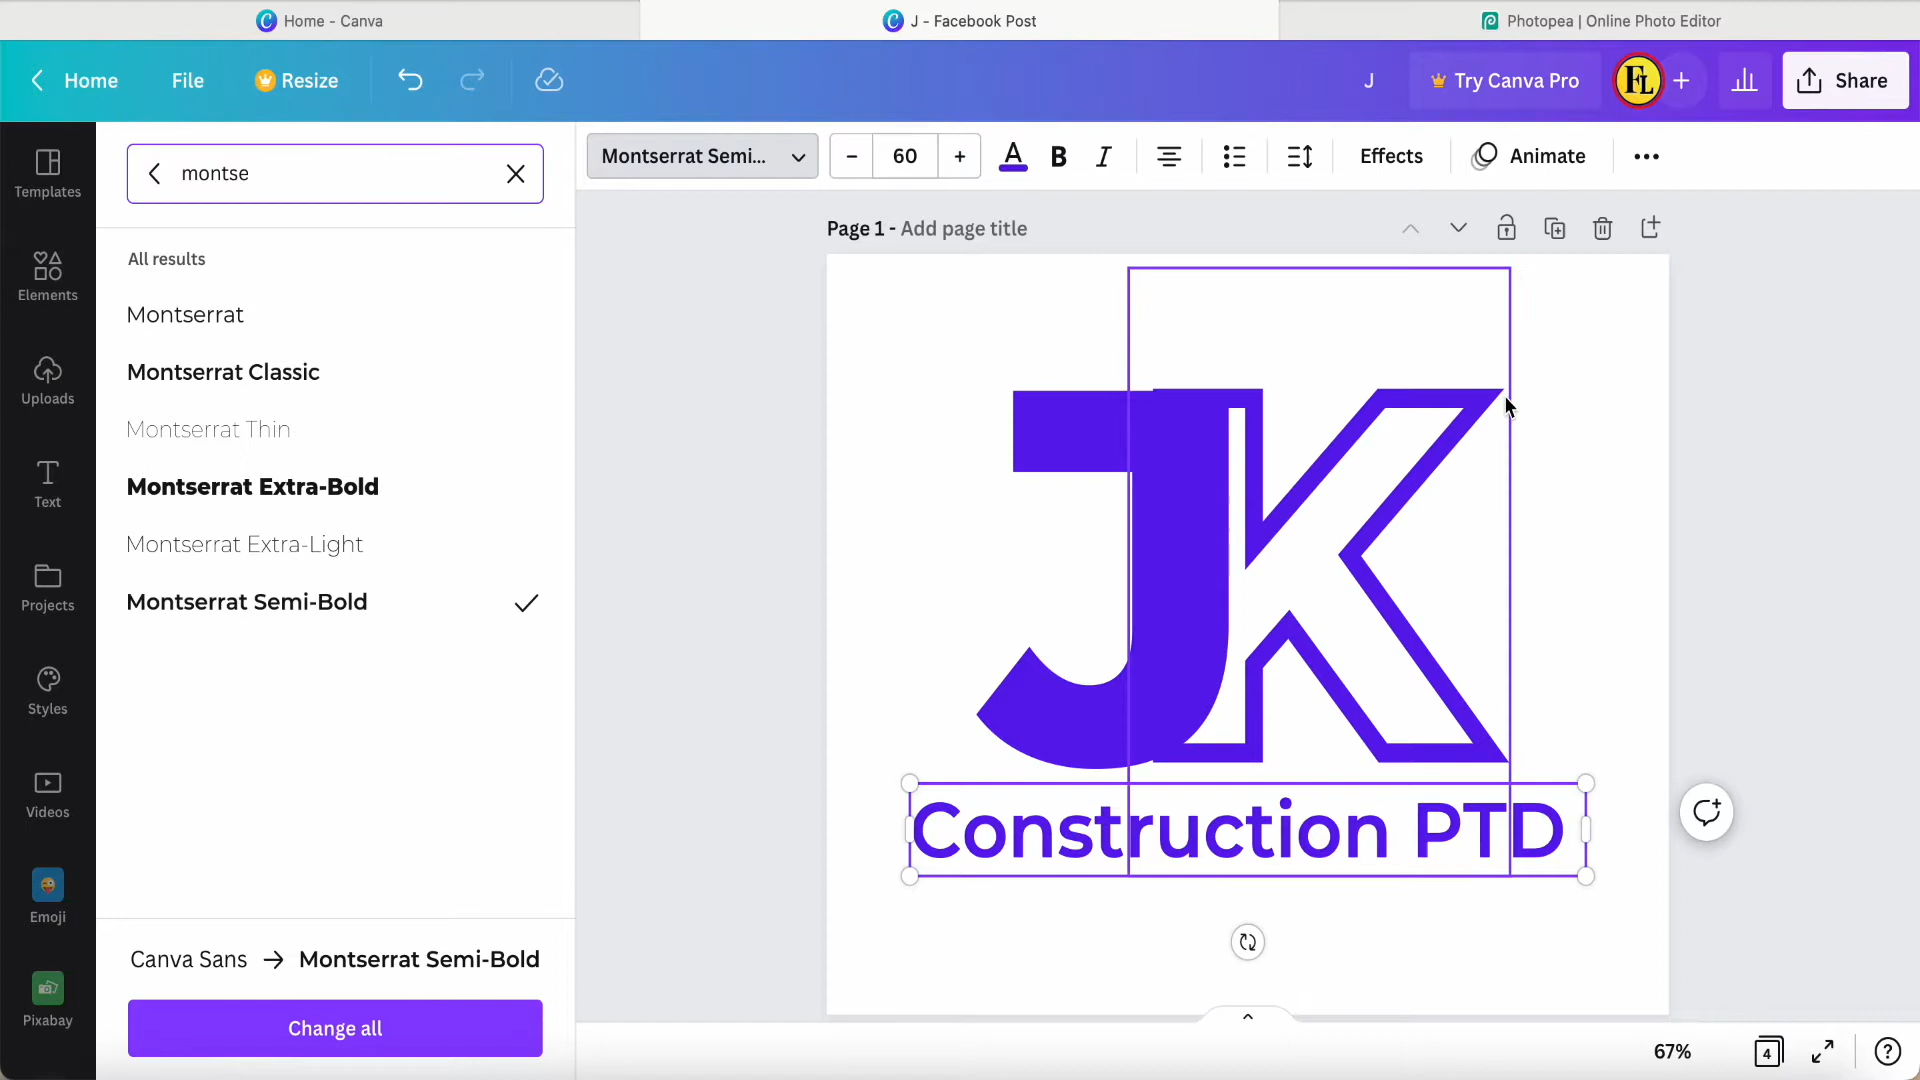 Home - Canva
J - Facebook Post
Photopea | Online Photo Editor
Home
File
Resize
J
Try Canva Pro
FL
Share
Templates
Elements
Uploads
Text
Projects
Styles
Videos
Emoji
Pixabay
montse
All results
Montserrat
Montserrat Classic
Montserrat Thin
Montserrat Extra-Bold
Montserrat Extra-Light
Montserrat Semi-Bold
Canva Sans → Montserrat Semi-Bold
Change all
Montserrat Semi...
60
A
B
I
Effects
Animate
Page 1 - Add page title
JK
Construction PTD
67%
4
?